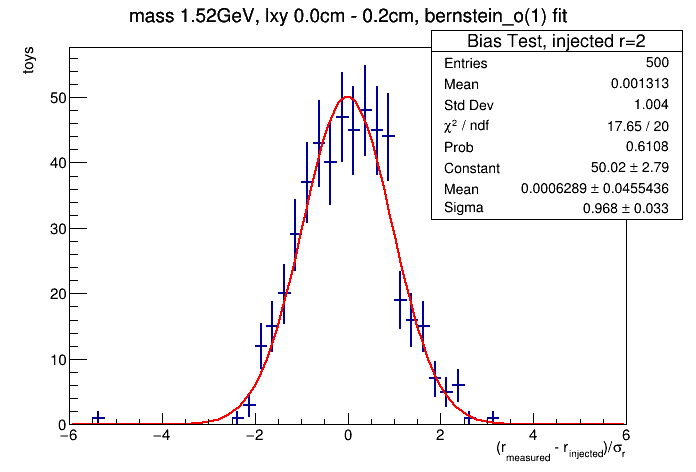 mass 1.52GeV, lxy 0.0cm - 0.2cm, bernstein_o(1) fit
toys
Bias Test, injected r=2
Entries 500
Mean 0.001313
Std Dev 1.004
χ² / ndf 17.65 / 20
Prob 0.6108
Constant 50.02 ± 2.79
Mean 0.0006289 ± 0.0455436
Sigma 0.968 ± 0.033
50
40
30
20
10
0
−6 −4 −2 0 2 4 6
(r_measured - r_injected)/σ_r